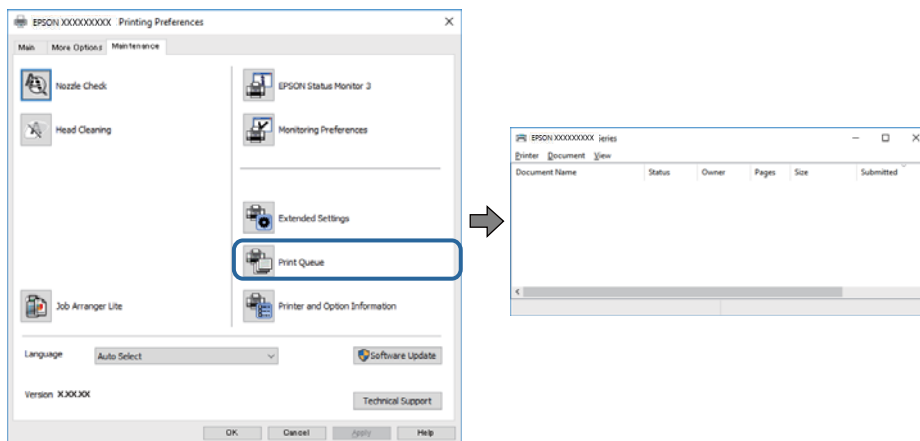 EPSON XXXXXXXXX Printing Preferences
Main More Options Maintenance
Nozzle Check
EPSON Status Monitor 3
Head Cleaning
Monitoring Preferences
Extended Settings
Print Queue
Job Arranger Lite
Printer and Option Information
Language Auto Select Software Update
Version X.XX.XX
Technical Support
OK Cancel Apply Help
EPSON XXXXXXXXX ieries
Printer Document View
Document Name Status Owner Pages Size Submitted